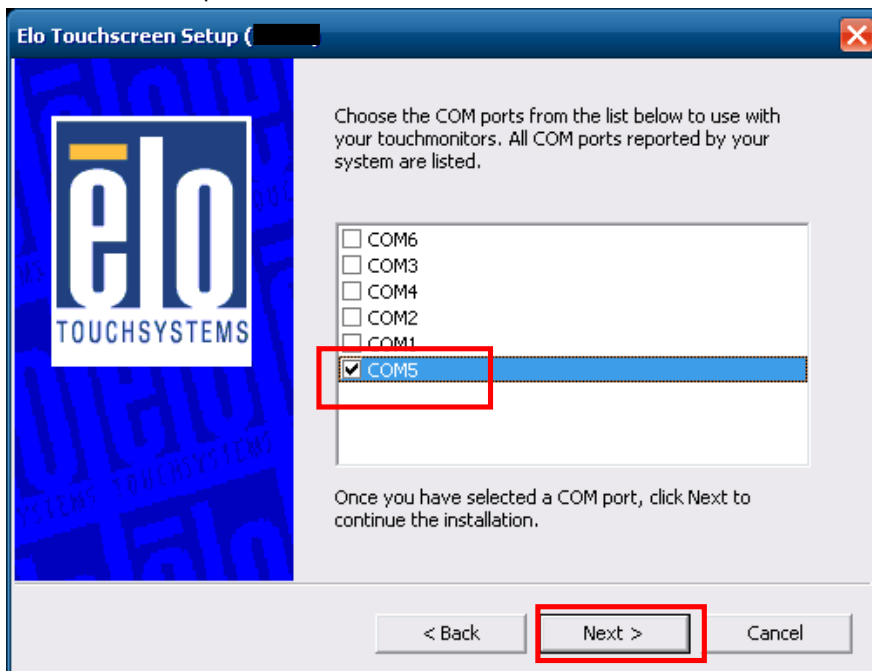 Elo Touchscreen Setup (
Choose the COM ports from the list below to use with
your touchmonitors. All COM ports reported by your
system are listed.
elo
TOUCHSYSTEMS
COM6
COM3
COM4
COM2
COM1
COM5
Once you have selected a COM port, click Next to
continue the installation.
< Back
Next >
Cancel